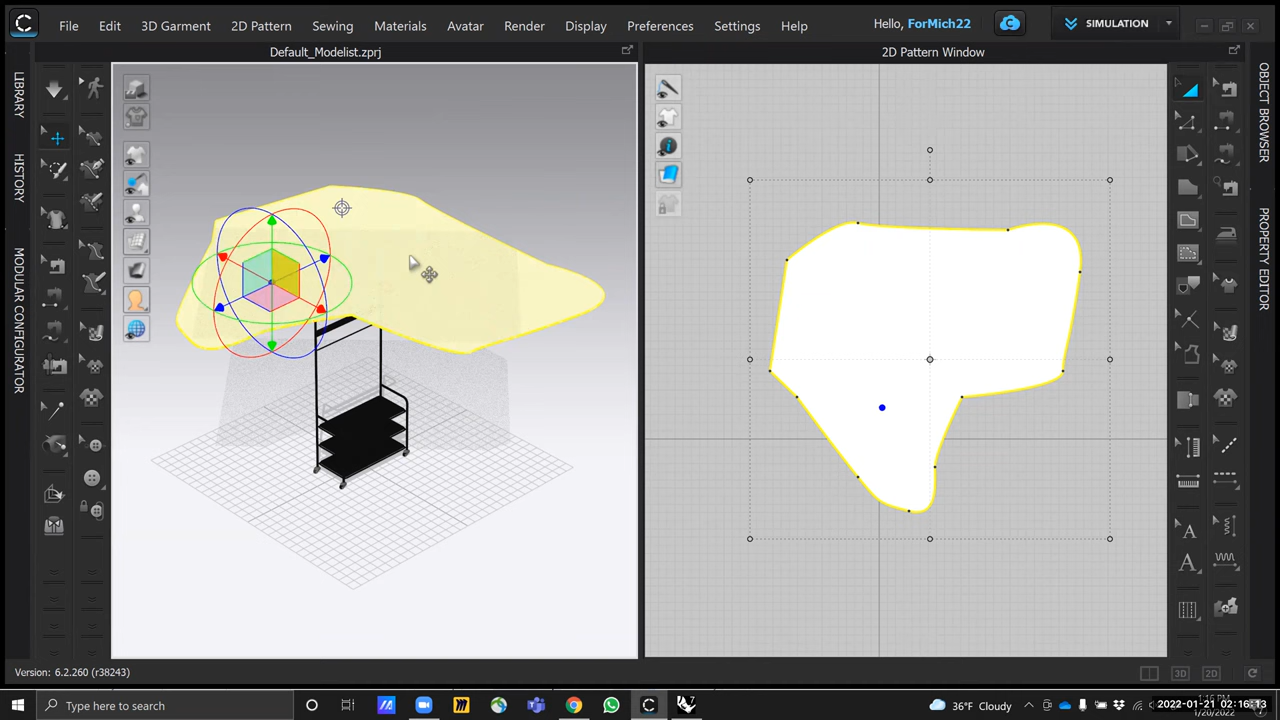 File Edit 3D Garment 2D Pattern Sewing Materials Avatar Render Display Preferences Settings Help Hello, ForMich22 SIMULATION
Default_Modelist.zprj
2D Pattern Window
LIBRARY
HISTORY
MODULAR CONFIGURATOR
OBJECT BROWSER
PROPERTY EDITOR
Version: 6.2.260 (r38243)
3D
2D
Type here to search
36°F Cloudy
2022-01-21 02:16:13